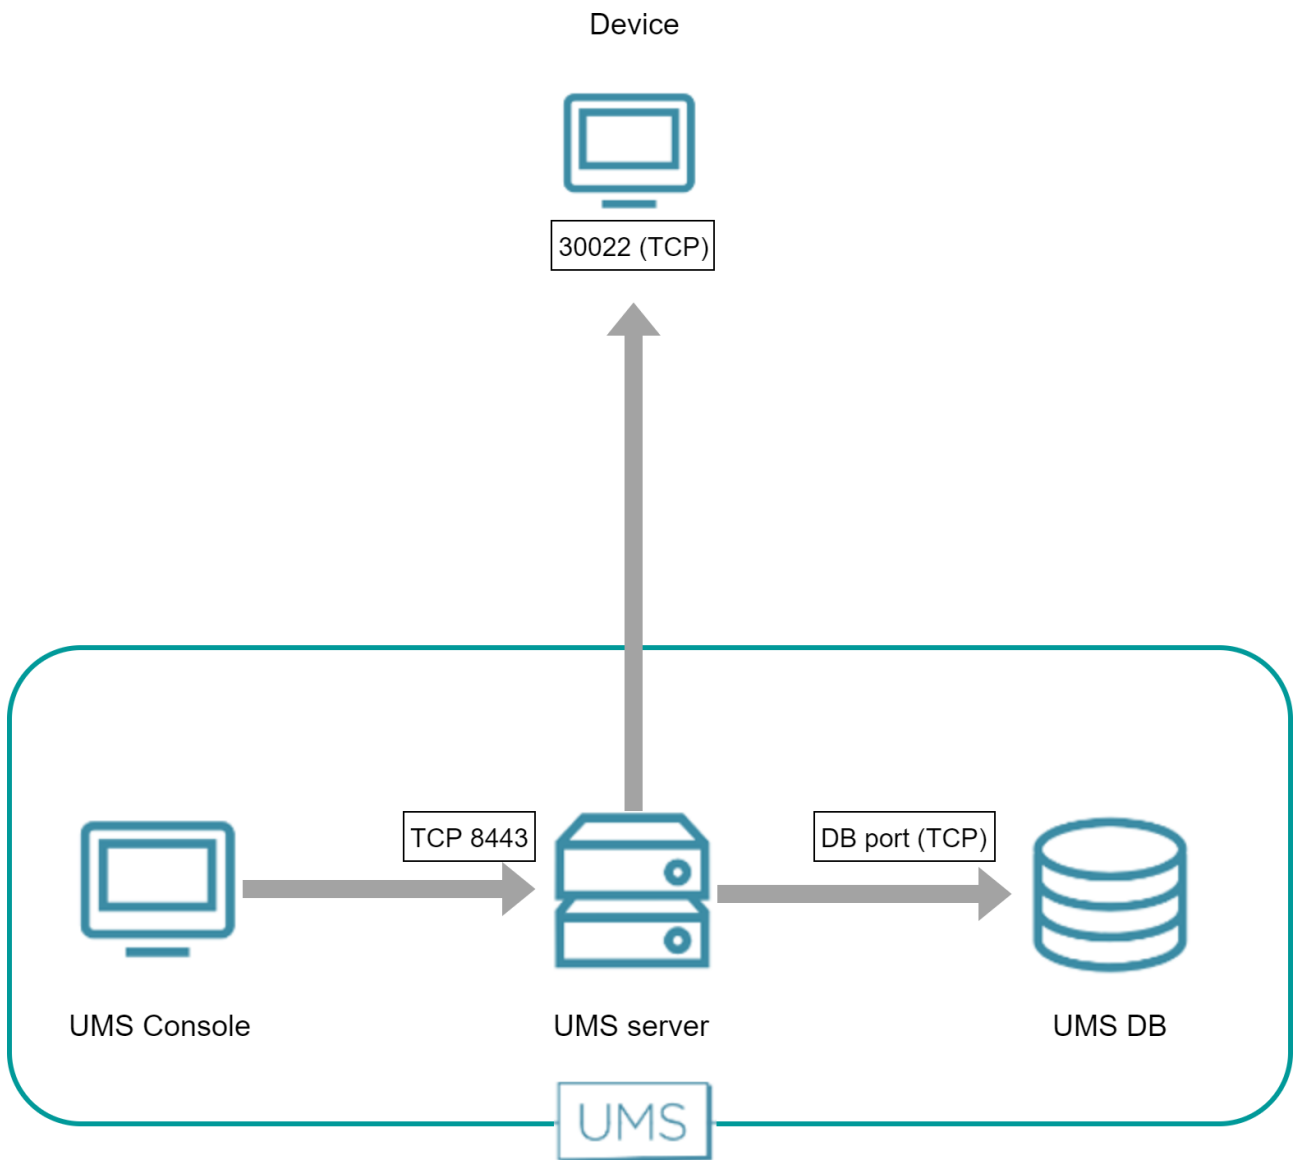 Device
30022 (TCP)
TCP 8443
DB port (TCP)
UMS Console
UMS server
UMS DB
UMS